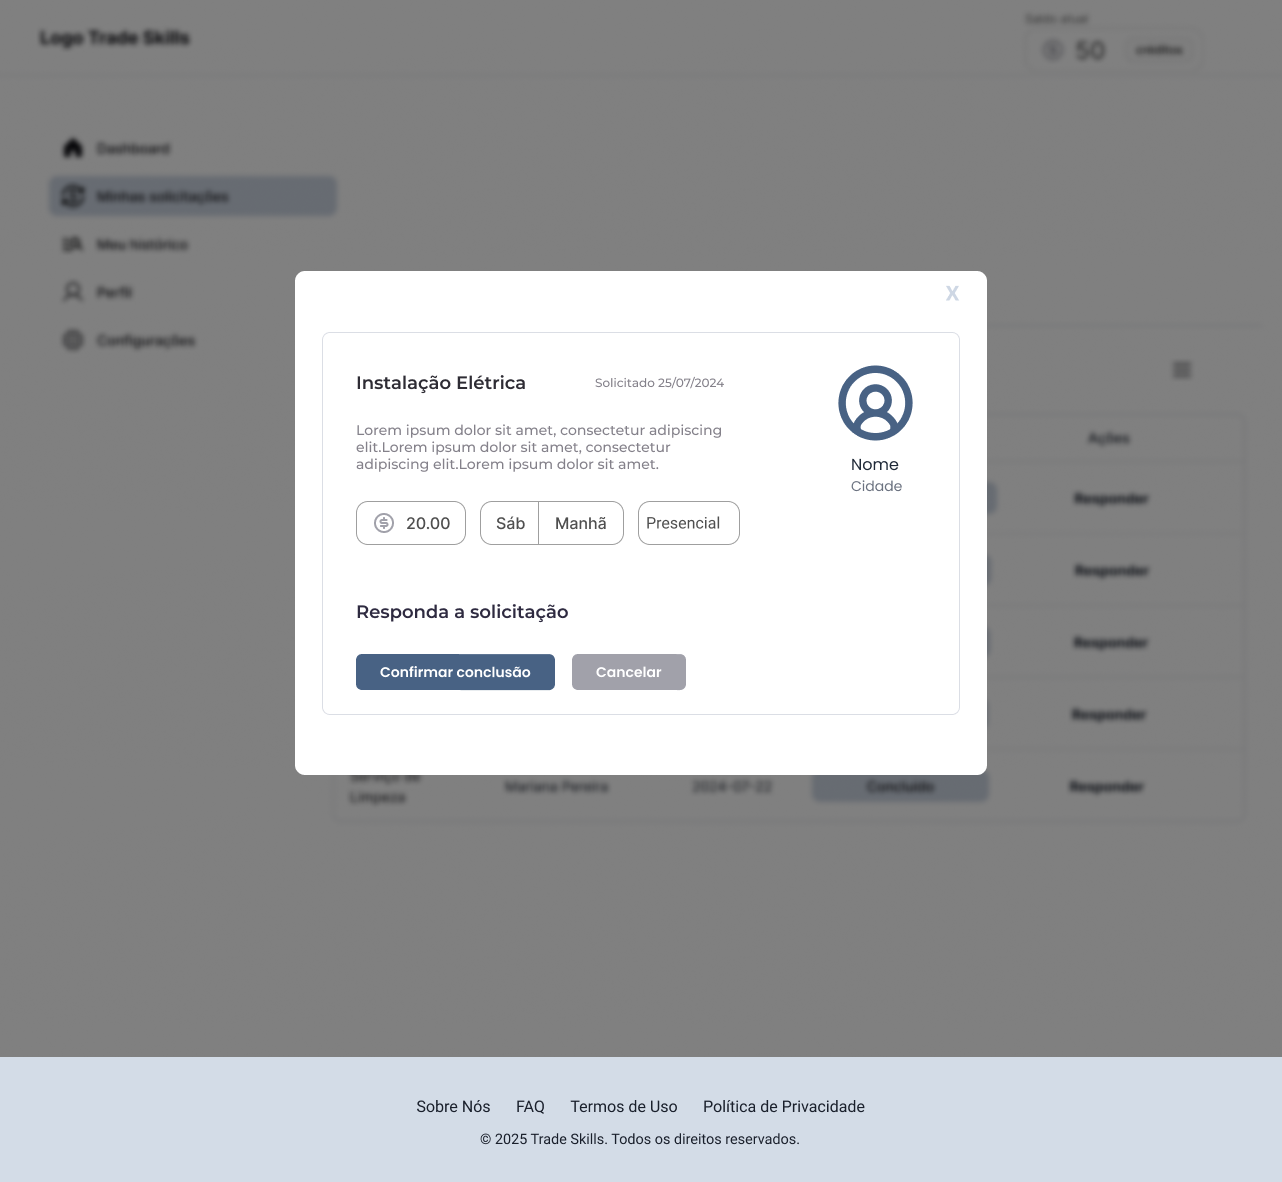 Logo Trade Skills
Saldo atual
50 créditos
Dashboard
Minhas solicitações
Meu histórico
Perfil
Configurações
X
Instalação Elétrica Solicitado 25/07/2024
Lorem ipsum dolor sit amet, consectetur adipiscing
elit.Lorem ipsum dolor sit amet, consectetur
adipiscing elit.Lorem ipsum dolor sit amet.
Nome
Cidade
20.00 Sáb Manhã Presencial
Responda a solicitação
Confirmar conclusão Cancelar
Ações
Responder
Responder
Responder
Responder
Serviço de
Limpeza Mariana Pereira 2024-07-22 Concluído Responder
Sobre Nós FAQ Termos de Uso Política de Privacidade
© 2025 Trade Skills. Todos os direitos reservados.